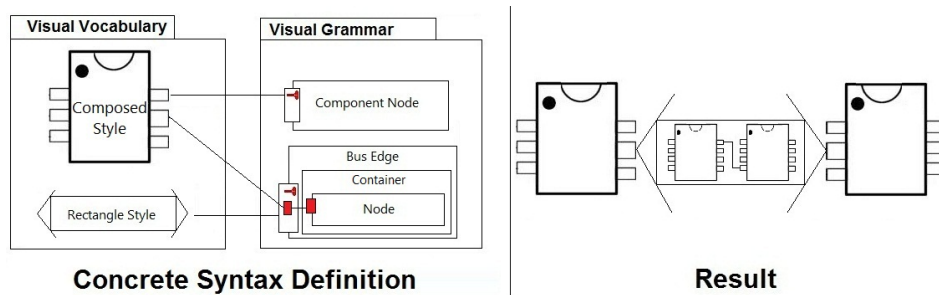 Visual Vocabulary
Visual Grammar
Composed
Style
Component Node
Bus Edge
Container
Node
Rectangle Style
Concrete Syntax Definition
Result